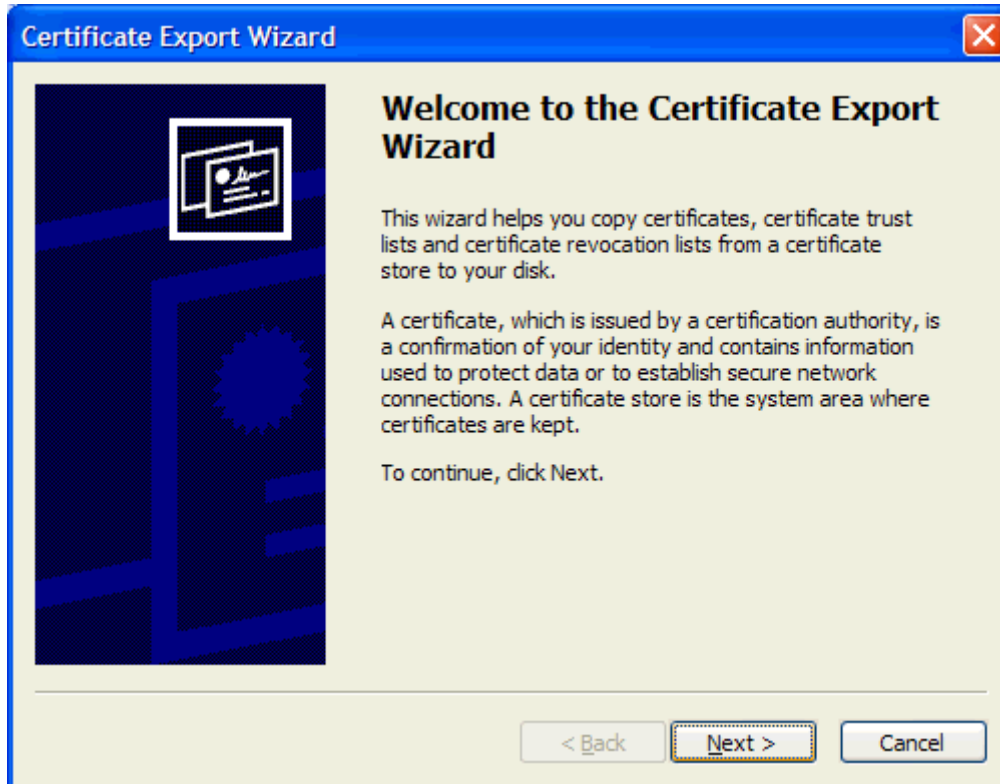 Certificate Export Wizard
Welcome to the Certificate Export
Wizard
This wizard helps you copy certificates, certificate trust
lists and certificate revocation lists from a certificate
store to your disk.
A certificate, which is issued by a certification authority, is
a confirmation of your identity and contains information
used to protect data or to establish secure network
connections. A certificate store is the system area where
certificates are kept.
To continue, click Next.
< Back
Next >
Cancel